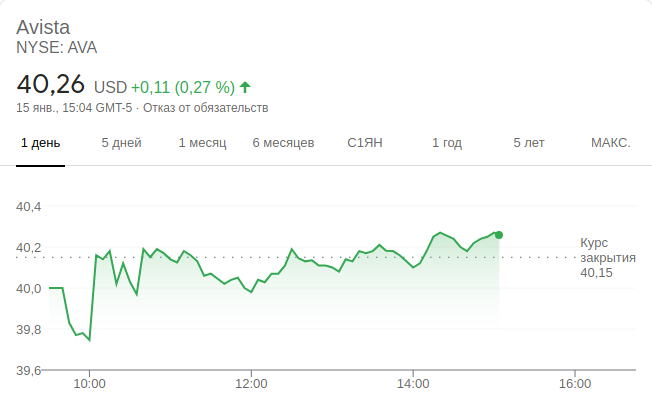 Avista
NYSE: AVA
40,26 USD +0,11 (0,27 %)
15 янв., 15:04 GMT-5 · Отказ от обязательств
1 день 5 дней 1 месяц 6 месяцев С1ЯН 1 год 5 лет МАКС.
40,4
40,2
Курс
закрытия
40,15
40,0
39,8
39,6
10:00 12:00 14:00 16:00